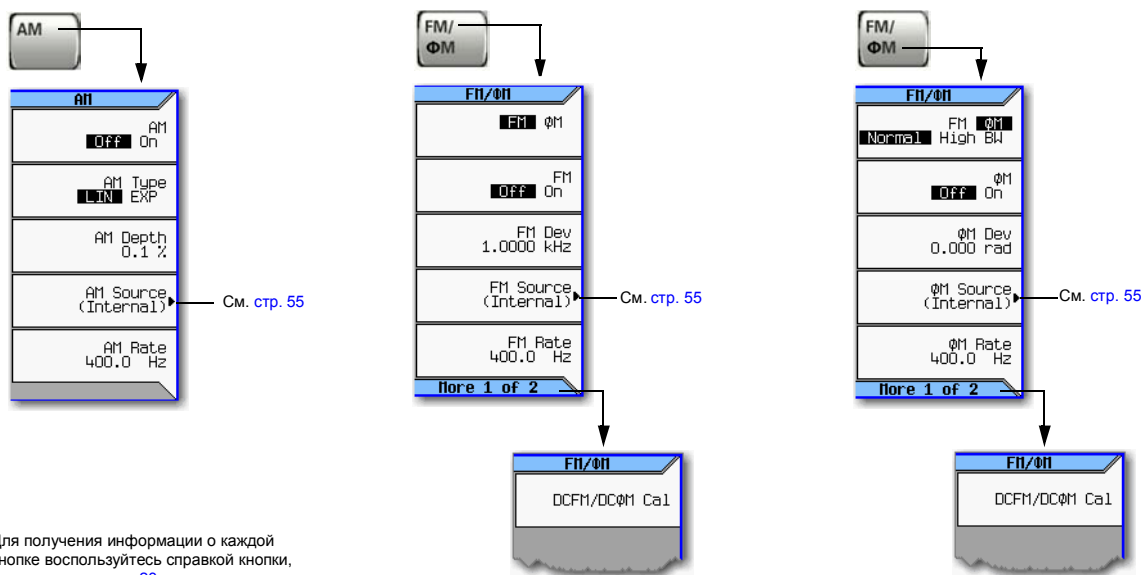 AM
AM
AM
Off On
AM Type
LIN EXP
AM Depth
0.1 %
AM Source
(Internal)
См. стр. 55
AM Rate
400.0 Hz
FM/
ΦM
FM/ΦM
FM ΦM
FM
Off On
FM Dev
1.0000 kHz
FM Source
(Internal)
См. стр. 55
FM Rate
400.0 Hz
More 1 of 2
FM/ΦM
DCFM/DCΦM Cal
FM/
ΦM
FM/ΦM
FM ΦM
Normal High BW
ΦM
Off On
ΦM Dev
0.000 rad
ΦM Source
(Internal)
См. стр. 55
ΦM Rate
400.0 Hz
More 1 of 2
FM/ΦM
DCFM/DCΦM Cal
для получения информации о каждой
кнопке воспользуйтесь справкой кнопки,